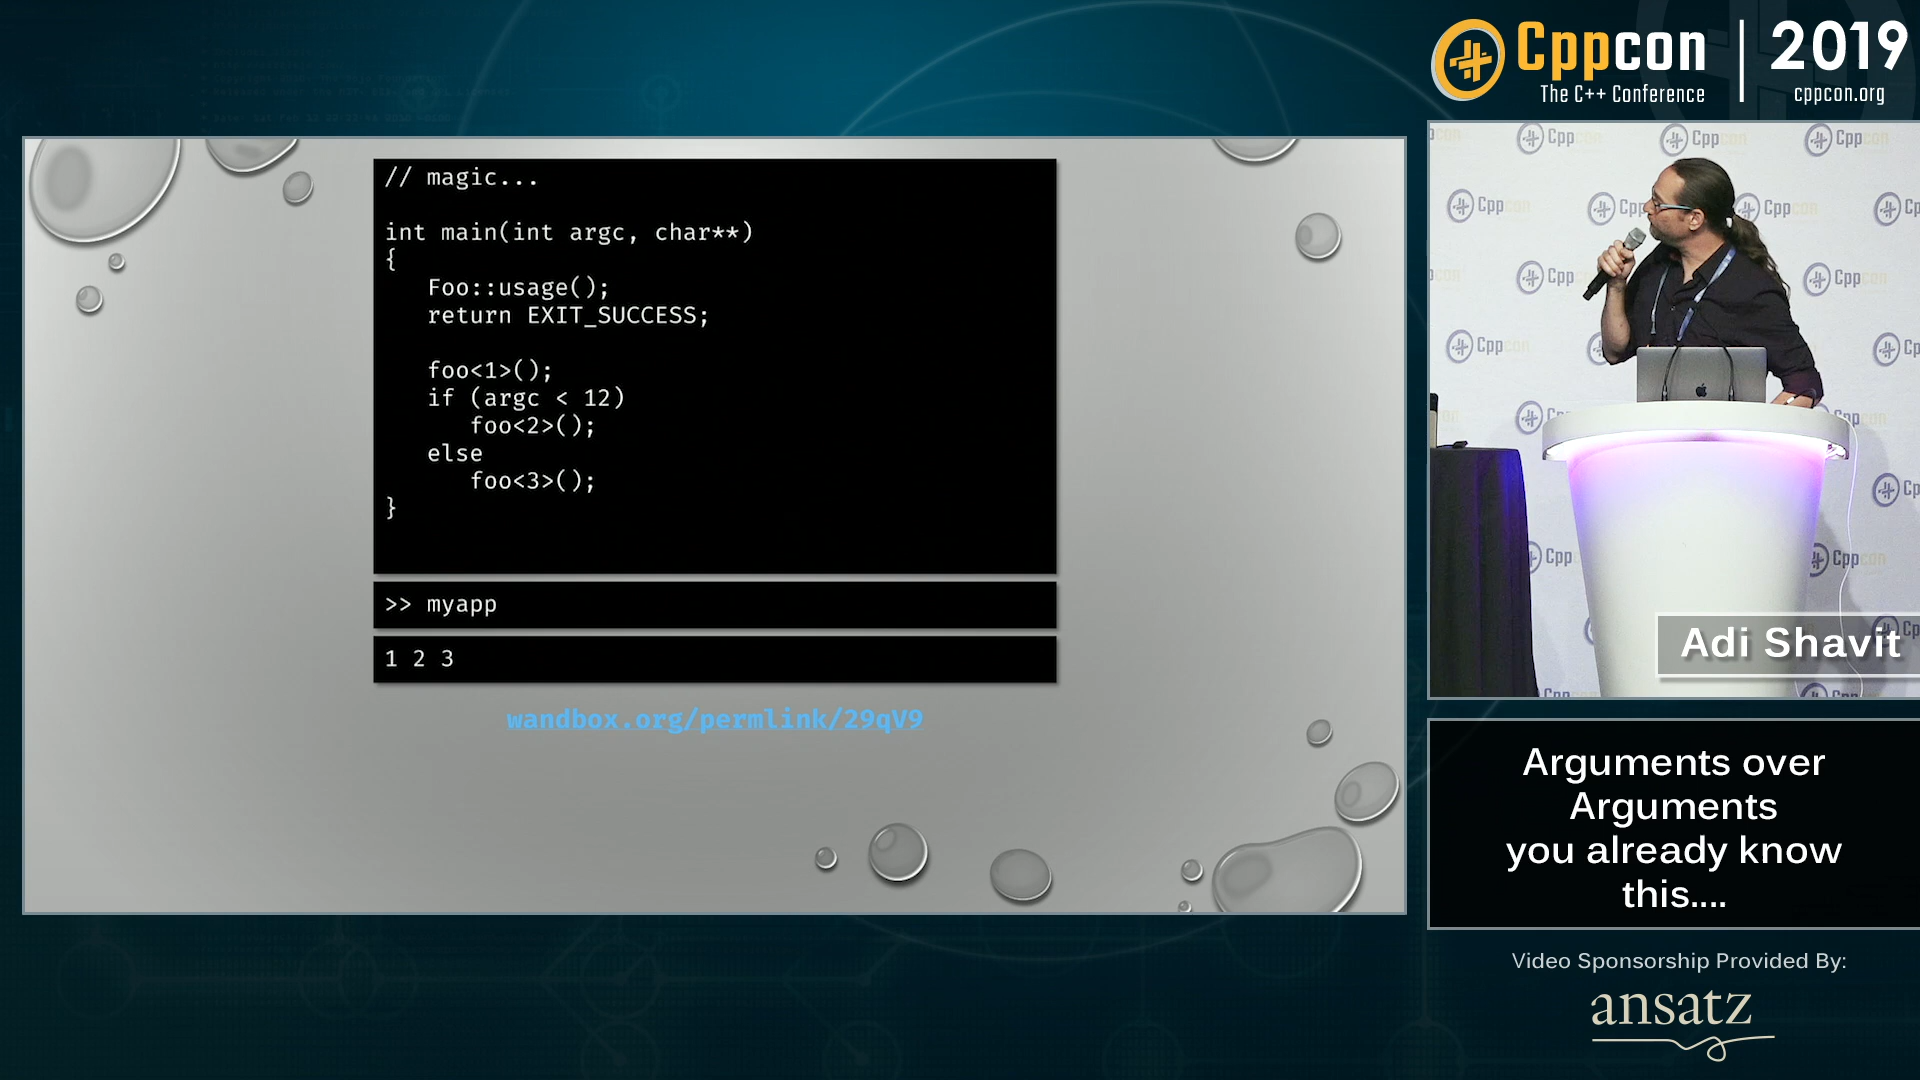 Cppcon
The C++ Conference
2019
cppcon.org
// magic...
int main(int argc, char**)
{
Foo::usage();
return EXIT_SUCCESS;
foo<1>();
if (argc < 12)
foo<2>();
else
foo<3>();
}
>> myapp
1 2 3
wandbox.org/permlink/29qV9
Adi Shavit
Arguments over
Arguments
you already know
this....
Video Sponsorship Provided By:
ansatz